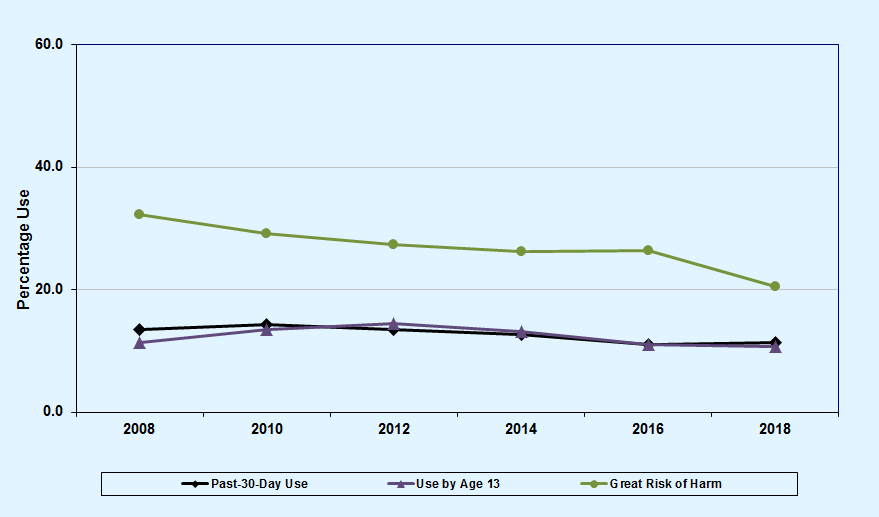 60.0
40.0
20.0
0.0
Percentage Use
2008 2010 2012 2014 2016 2018
Past-30-Day Use Use by Age 13 Great Risk of Harm